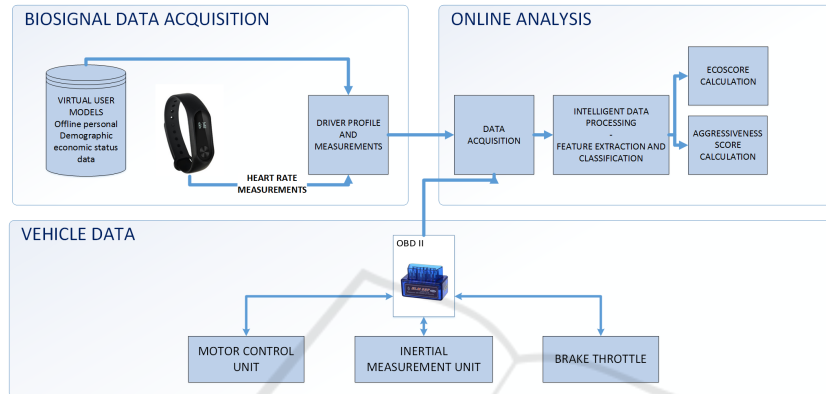 BIOSIGNAL DATA ACQUISITION
VIRTUAL USER
MODELS
Offline personal
Demographic
economic status
data
HEART RATE
MEASUREMENTS
DRIVER PROFILE
AND
MEASUREMENTS
ONLINE ANALYSIS
DATA
ACQUISITION
INTELLIGENT DATA
PROCESSING
-
FEATURE EXTRACTION AND
CLASSIFICATION
ECOSCORE
CALCULATION
AGGRESSIVENESS
SCORE
CALCULATION
VEHICLE DATA
OBD II
MOTOR CONTROL
UNIT
INERTIAL
MEASUREMENT UNIT
BRAKE THROTTLE